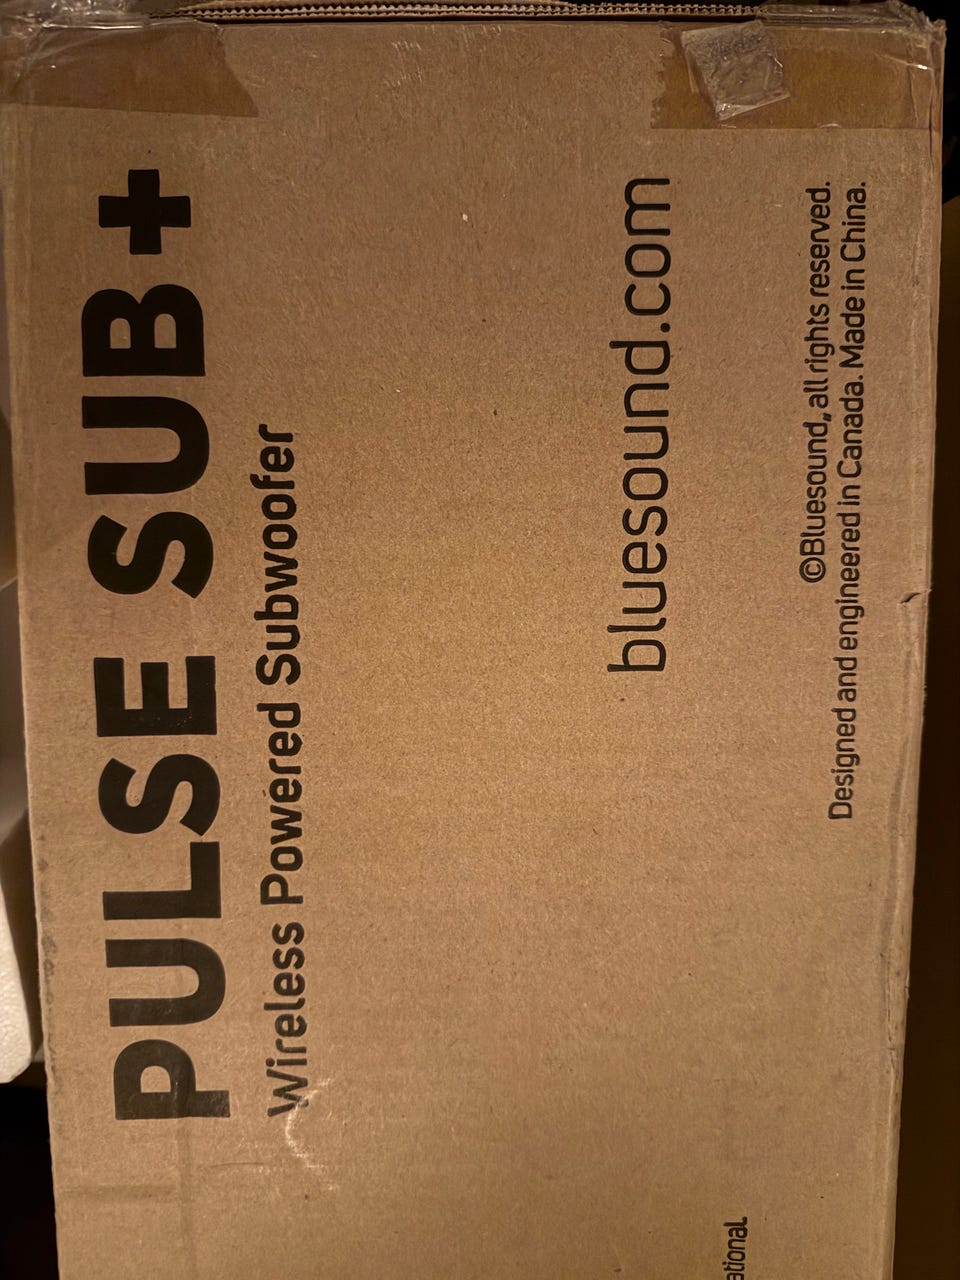 PULSE SUB+
Wireless Powered Subwoofer
bluesound.com
©Bluesound, all rights reserved.
Designed and engineered in Canada. Made in China.